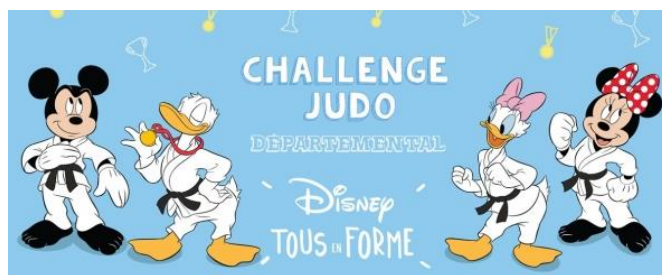 CHALLENGE
JUDO
DÉPARTEMENTAL
DISNEY
TOUS EN FORME